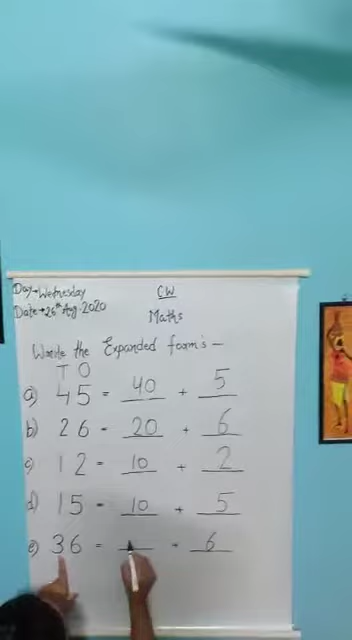 Day→Wednesday CW
Date→26th Aug. 2020
Maths
Write the Expanded form's -
T O
a) 45 = 40 + 5
b) 26 = 20 + 6
c) 12 = 10 + 2
d) 15 = 10 + 5
e) 36 = __ + 6